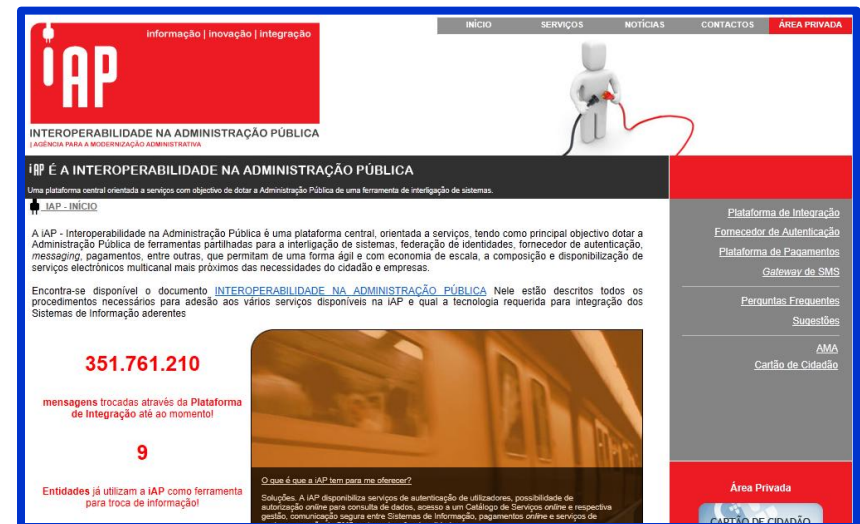 INÍCIO SERVIÇOS NOTÍCIAS CONTACTOS ÁREA PRIVADA
informação | inovação | integração
iAP
INTEROPERABILIDADE NA ADMINISTRAÇÃO PÚBLICA
| AGÊNCIA PARA A MODERNIZAÇÃO ADMINISTRATIVA
iAP É A INTEROPERABILIDADE NA ADMINISTRAÇÃO PÚBLICA
Uma plataforma central orientada a serviços com objectivo de dotar a Administração Pública de uma ferramenta de interligação de sistemas.
IAP - INÍCIO
A iAP - Interoperabilidade na Administração Pública é uma plataforma central, orientada a serviços, tendo como principal objectivo dotar a
Administração Pública de ferramentas partilhadas para a interligação de sistemas, federação de identidades, fornecedor de autenticação,
messaging, pagamentos, entre outras, que permitam de uma forma ágil e com economia de escala, a composição e disponibilização de
serviços electrónicos multicanal mais próximos das necessidades do cidadão e empresas.
Encontra-se disponível o documento INTEROPERABILIDADE NA ADMINISTRAÇÃO PÚBLICA Nele estão descritos todos os
procedimentos necessários para adesão aos vários serviços disponíveis na iAP e qual a tecnologia requerida para integração dos
Sistemas de Informação aderentes
351.761.210
mensagens trocadas através da Plataforma
de Integração até ao momento!
9
Entidades já utilizam a iAP como ferramenta
para troca de informação!
O que é que a iAP tem para me oferecer?
Soluções. A iAP disponibiliza serviços de autenticação de utilizadores, possibilidade de
autorização online para consulta de dados, acesso a um Catálogo de Serviços online e respectiva
gestão, comunicação segura entre Sistemas de Informação, pagamentos online e serviços de
Plataforma de Integração
Fornecedor de Autenticação
Plataforma de Pagamentos
Gateway de SMS
Perguntas Frequentes
Sugestões
AMA
Cartão de Cidadão
Área Privada
CARTÃO DE CIDADÃO